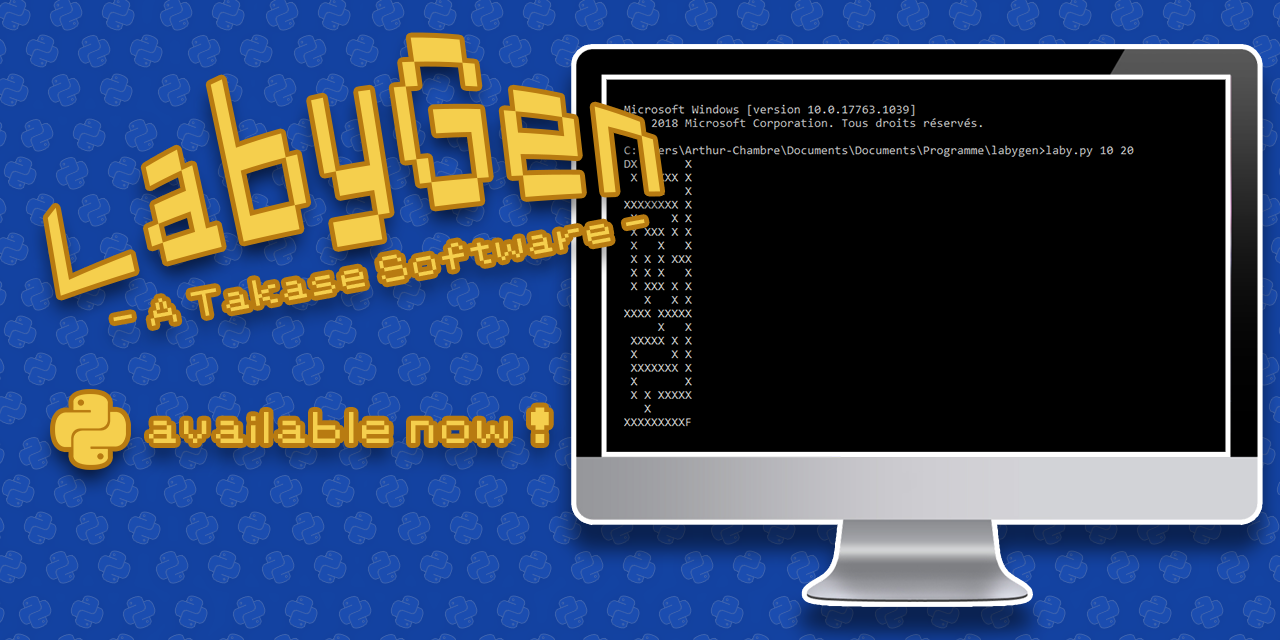 LabyGen
- A Takase Software -
available now !
Microsoft Windows [version 10.0.17763.1039]
2018 Microsoft Corporation. Tous droits réservés.
\Arthur-Chambre\Documents\Documents\Programme\labygen>laby.py 10 20
DX       X
 X    XX X
         X
XXXXXXXX X
       X X
 X XXX X X
 X   X X X
 X X X XXX
 X X X   X
 X XXX X X
   X   X X
XXXX XXXXX
     X   X
 XXXXX X X
 X     X X
 XXXXXXX X
 X       X
 X X XXXXX
   X
XXXXXXXXXF